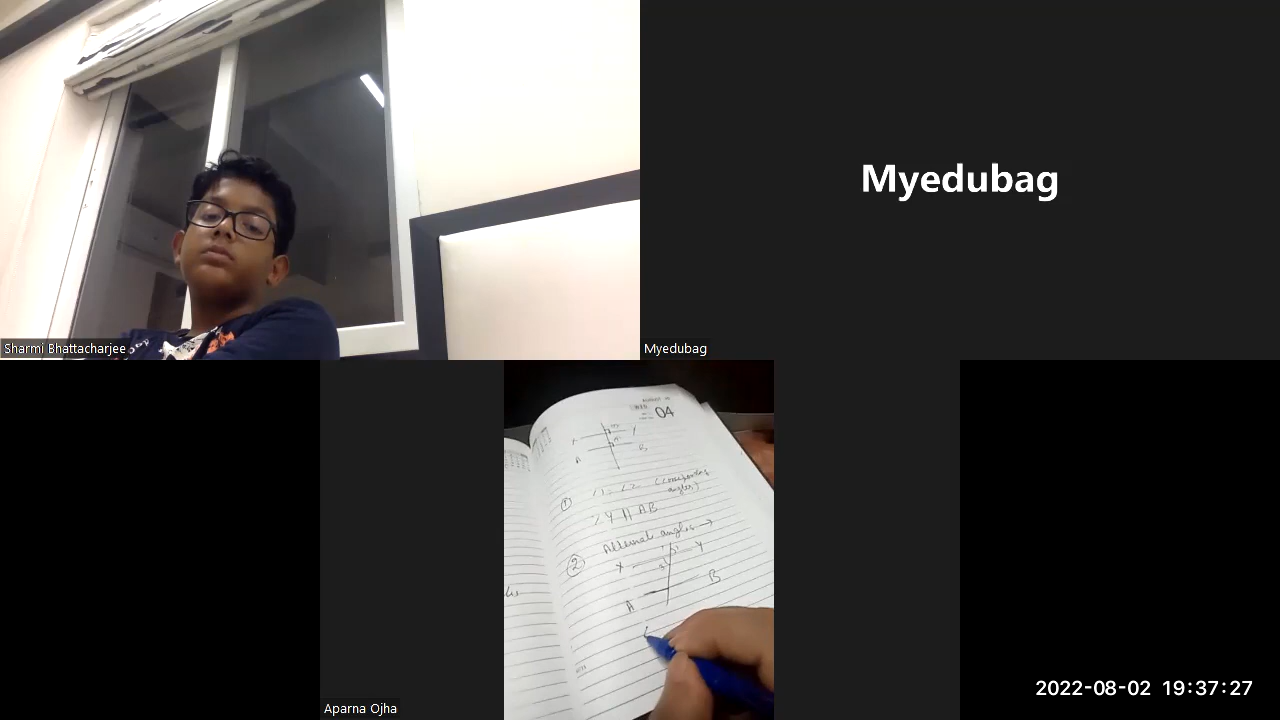 Myedubag
Sharmi Bhattacharjee
Myedubag
04
Y
X
A
B
①
∠1 = ∠2 (corresponding
angles)
XY || AB
② Alternet angles →
Y
X
B
A
Aparna Ojha
2022-08-02 19:37:27